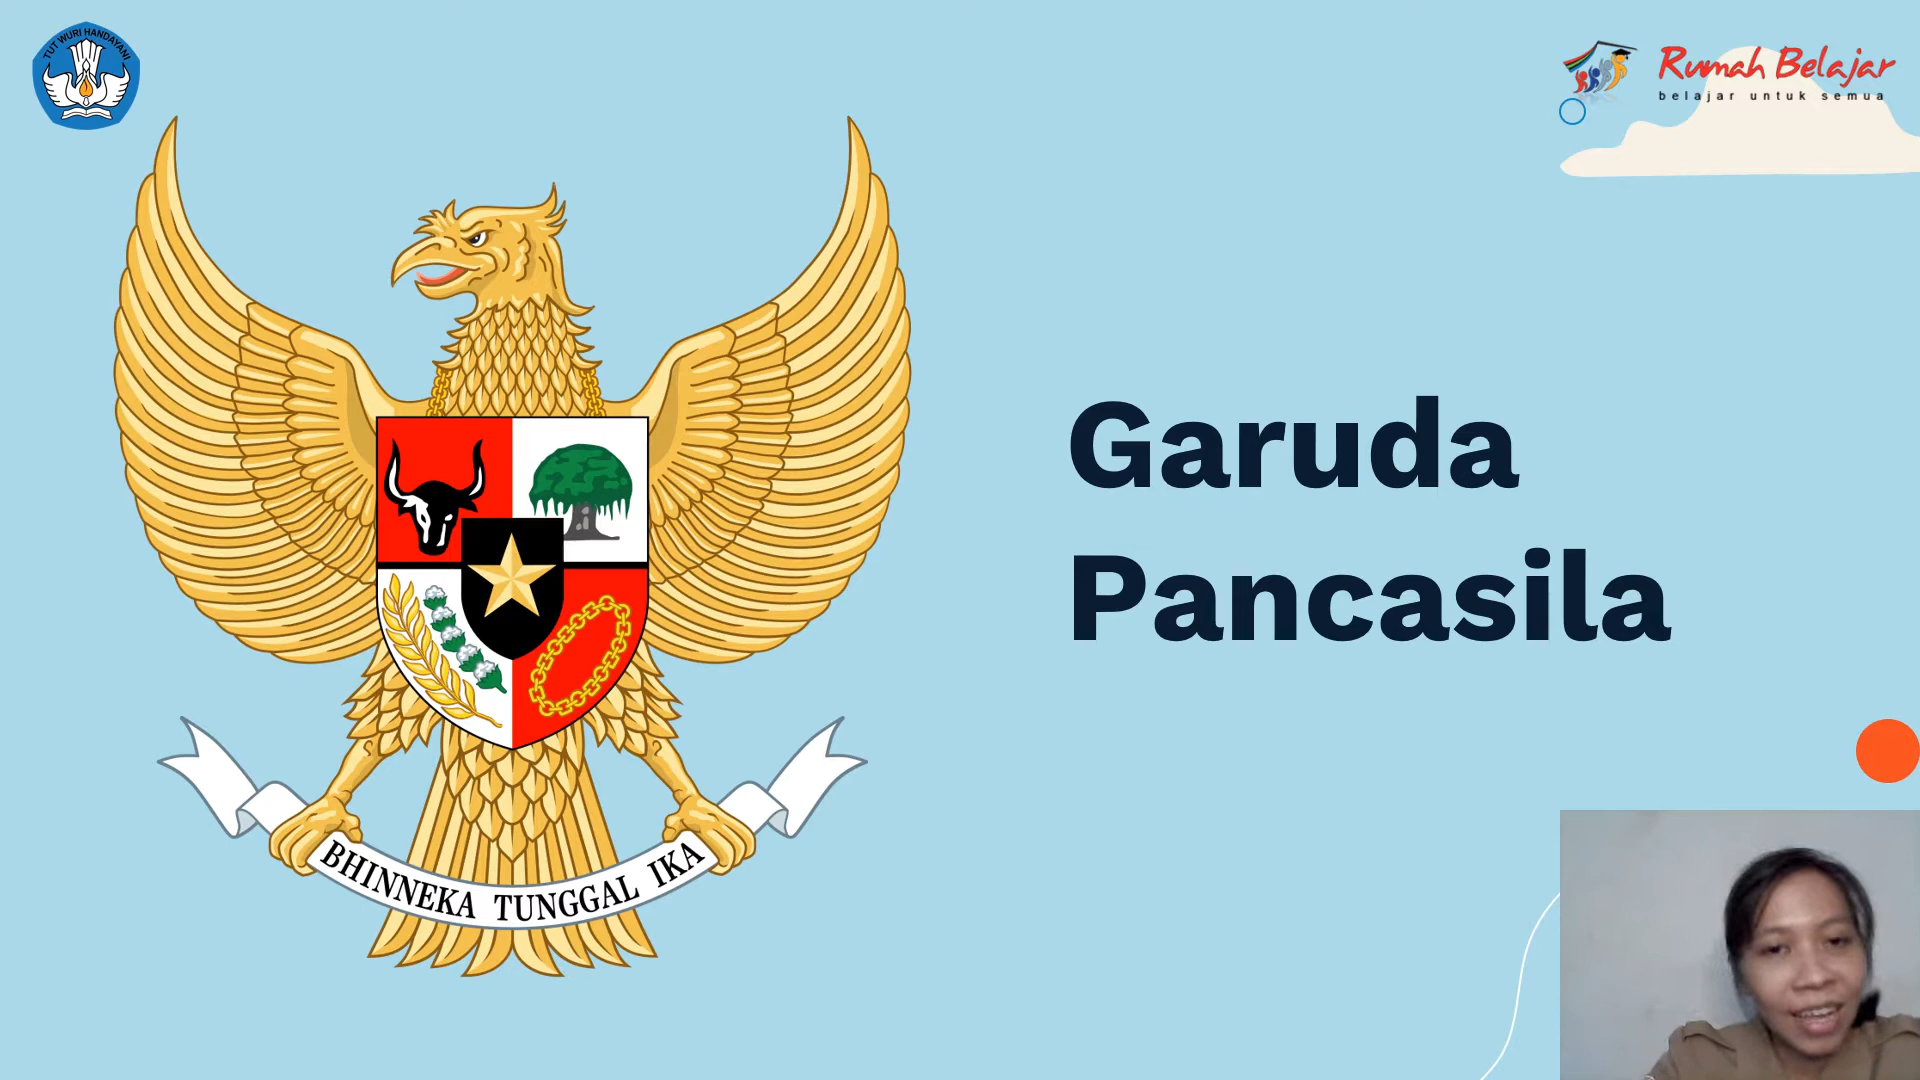 TUT WURI HANDAYANI
Rumah Belajar
belajar untuk semua
Garuda
Pancasila
BHINNEKA TUNGGAL IKA